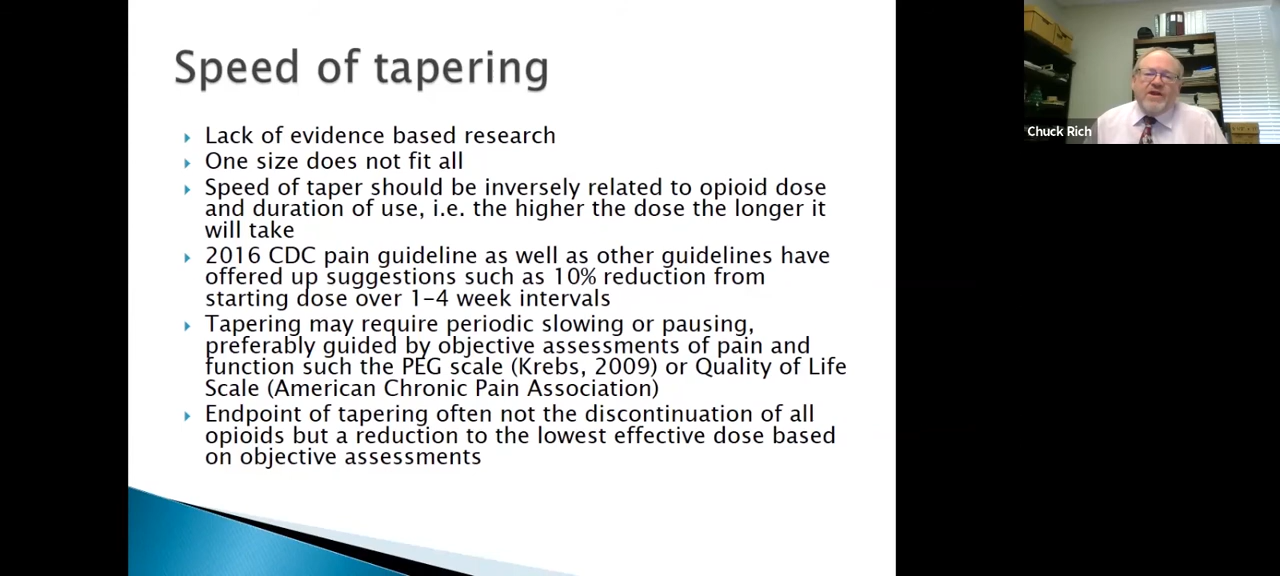 Speed of tapering
Lack of evidence based research
One size does not fit all
Speed of taper should be inversely related to opioid dose
and duration of use, i.e. the higher the dose the longer it
will take
2016 CDC pain guideline as well as other guidelines have
offered up suggestions such as 10% reduction from
starting dose over 1-4 week intervals
Tapering may require periodic slowing or pausing,
preferably guided by objective assessments of pain and
function such the PEG scale (Krebs, 2009) or Quality of Life
Scale (American Chronic Pain Association)
Endpoint of tapering often not the discontinuation of all
opioids but a reduction to the lowest effective dose based
on objective assessments
Chuck Rich